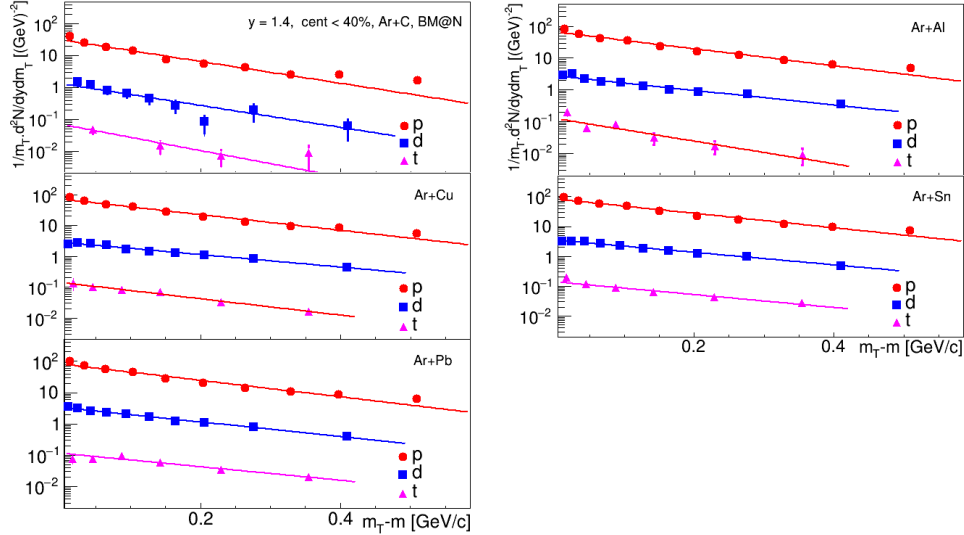 1/m_T.d²N/dydm_T [(GeV)⁻²]
y = 1.4, cent < 40%, Ar+C, BM@N
10²
10
1
10⁻¹
10⁻²
p
d
t
Ar+Cu
10²
10
1
10⁻¹
10⁻²
p
d
t
Ar+Pb
10²
10
1
10⁻¹
10⁻²
p
d
t
0.2 0.4
m_T-m [GeV/c]
1/m_T.d²N/dydm_T [(GeV)⁻²]
Ar+Al
10²
10
1
10⁻¹
10⁻²
p
d
t
Ar+Sn
10²
10
1
10⁻¹
10⁻²
p
d
t
0.2 0.4
m_T-m [GeV/c]